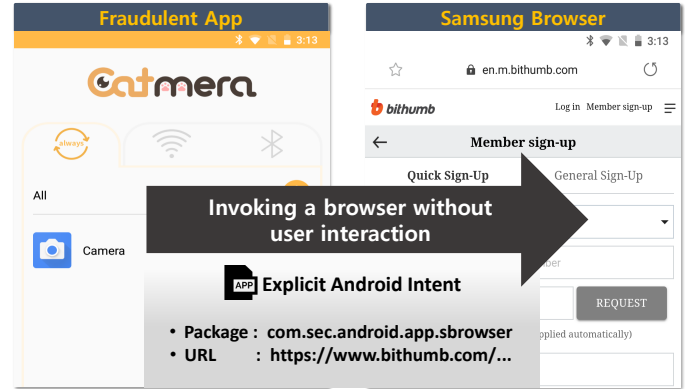 Fraudulent App
3:13
Catmera
always
All
Camera
Samsung Browser
3:13
en.m.bithumb.com
bithumb
Log in Member sign-up
Member sign-up
Quick Sign-Up
General Sign-Up
REQUEST
pplied automatically)
Invoking a browser without
user interaction
APP
Explicit Android Intent
• Package : com.sec.android.app.sbrowser
• URL : https://www.bithumb.com/...